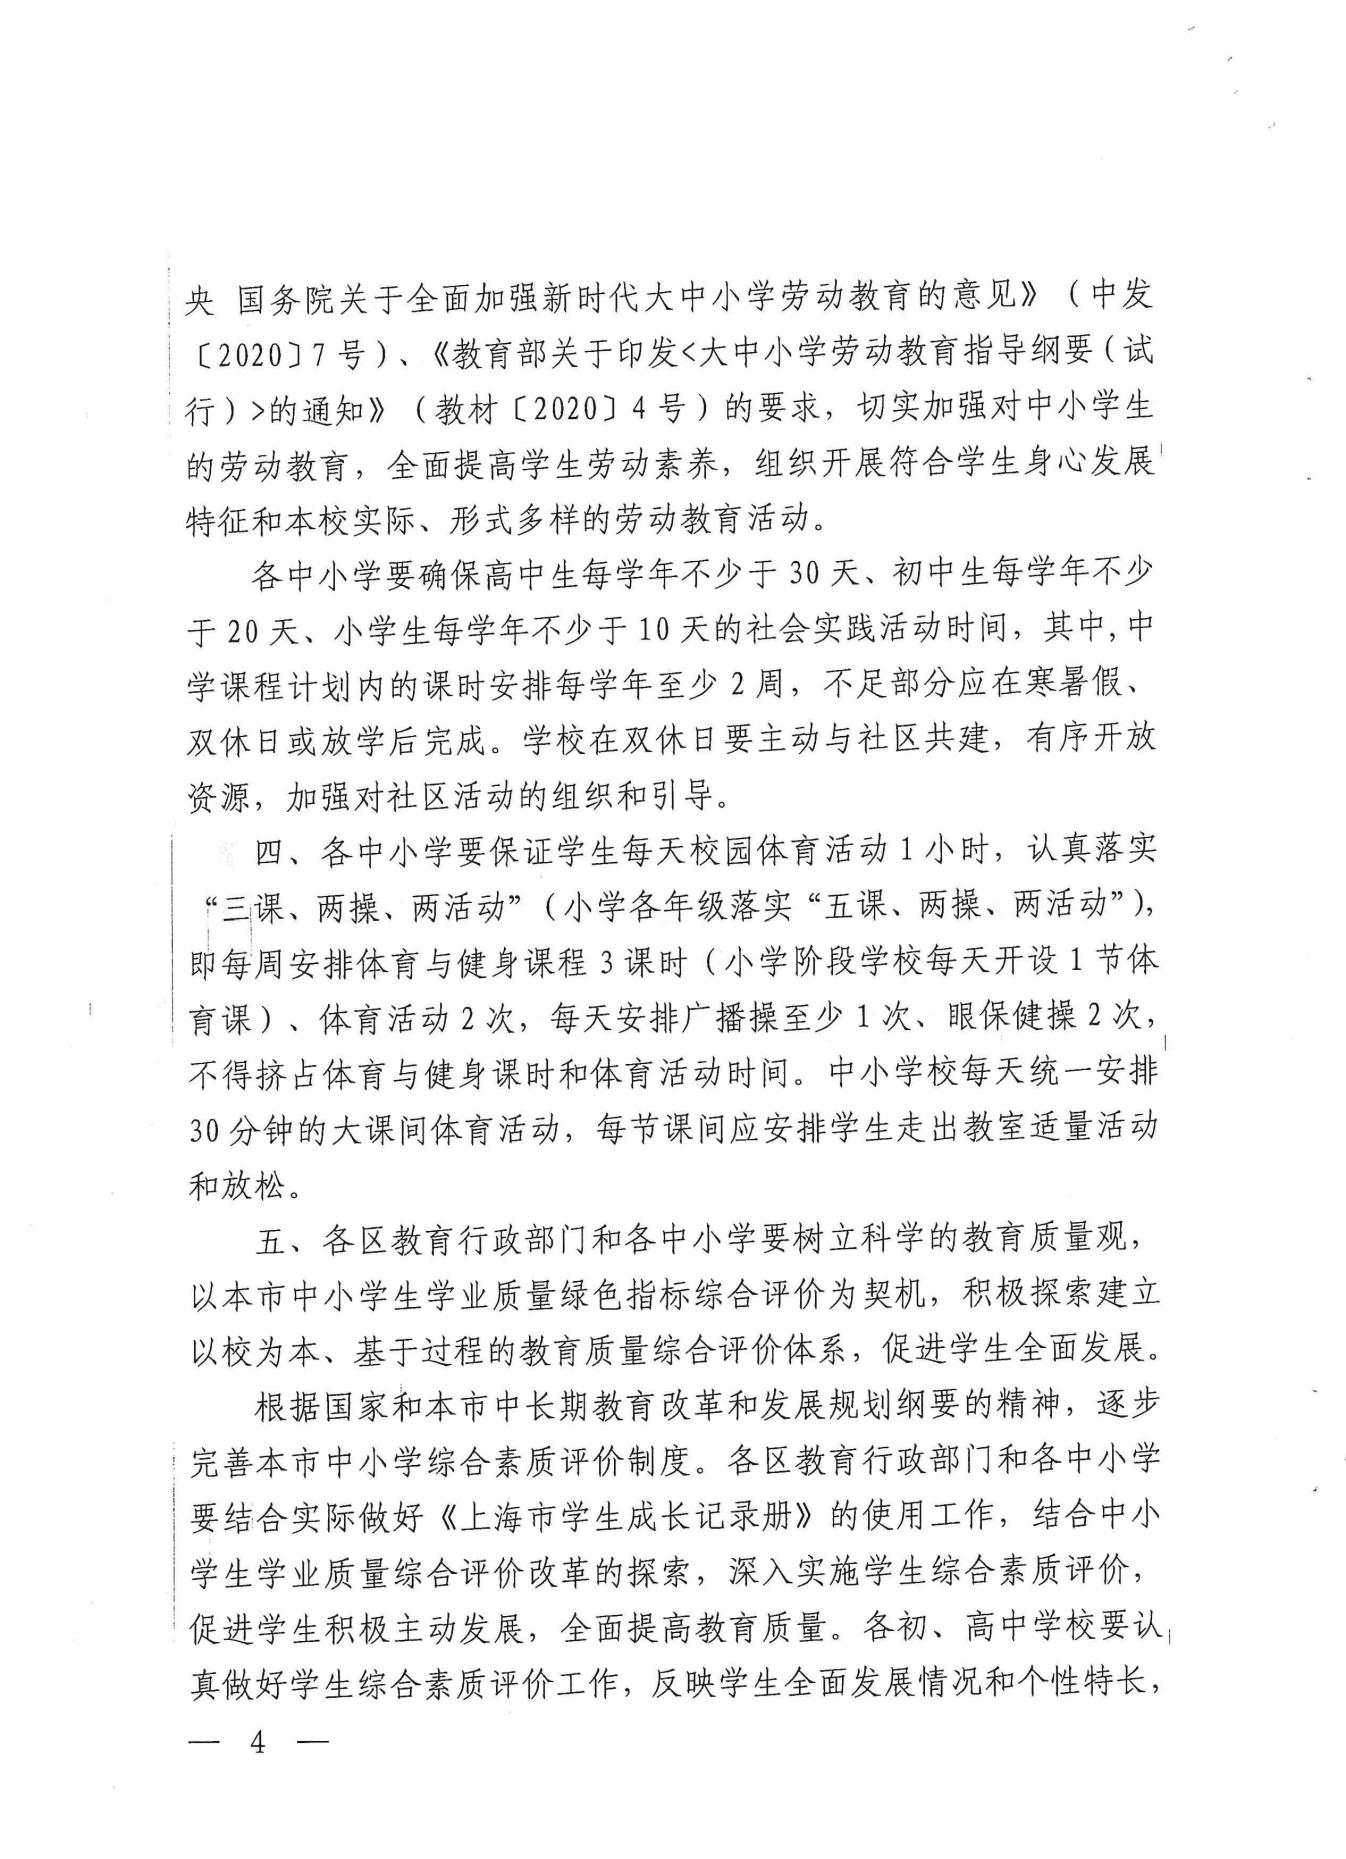 央 国务院关于全面加强新时代大中小学劳动教育的意见》（中发
〔2020〕7号）、《教育部关于印发<大中小学劳动教育指导纲要（试
行）>的通知》（教材〔2020〕4号）的要求，切实加强对中小学生
的劳动教育，全面提高学生劳动素养，组织开展符合学生身心发展
特征和本校实际、形式多样的劳动教育活动。
各中小学要确保高中生每学年不少于30天、初中生每学年不少
于20天、小学生每学年不少于10天的社会实践活动时间，其中,中
学课程计划内的课时安排每学年至少2周，不足部分应在寒暑假、
双休日或放学后完成。学校在双休日要主动与社区共建，有序开放
资源，加强对社区活动的组织和引导。
四、各中小学要保证学生每天校园体育活动1小时，认真落实
“三课、两操、两活动”（小学各年级落实“五课、两操、两活动”），
即每周安排体育与健身课程3课时（小学阶段学校每天开设1节体
育课）、体育活动2次，每天安排广播操至少1次、眼保健操2次，
不得挤占体育与健身课时和体育活动时间。中小学校每天统一安排
30分钟的大课间体育活动，每节课间应安排学生走出教室适量活动
和放松。
五、各区教育行政部门和各中小学要树立科学的教育质量观，
以本市中小学生学业质量绿色指标综合评价为契机，积极探索建立
以校为本、基于过程的教育质量综合评价体系，促进学生全面发展。
根据国家和本市中长期教育改革和发展规划纲要的精神，逐步
完善本市中小学综合素质评价制度。各区教育行政部门和各中小学
要结合实际做好《上海市学生成长记录册》的使用工作，结合中小
学生学业质量综合评价改革的探索，深入实施学生综合素质评价，
促进学生积极主动发展，全面提高教育质量。各初、高中学校要认
真做好学生综合素质评价工作，反映学生全面发展情况和个性特长，
— 4 —